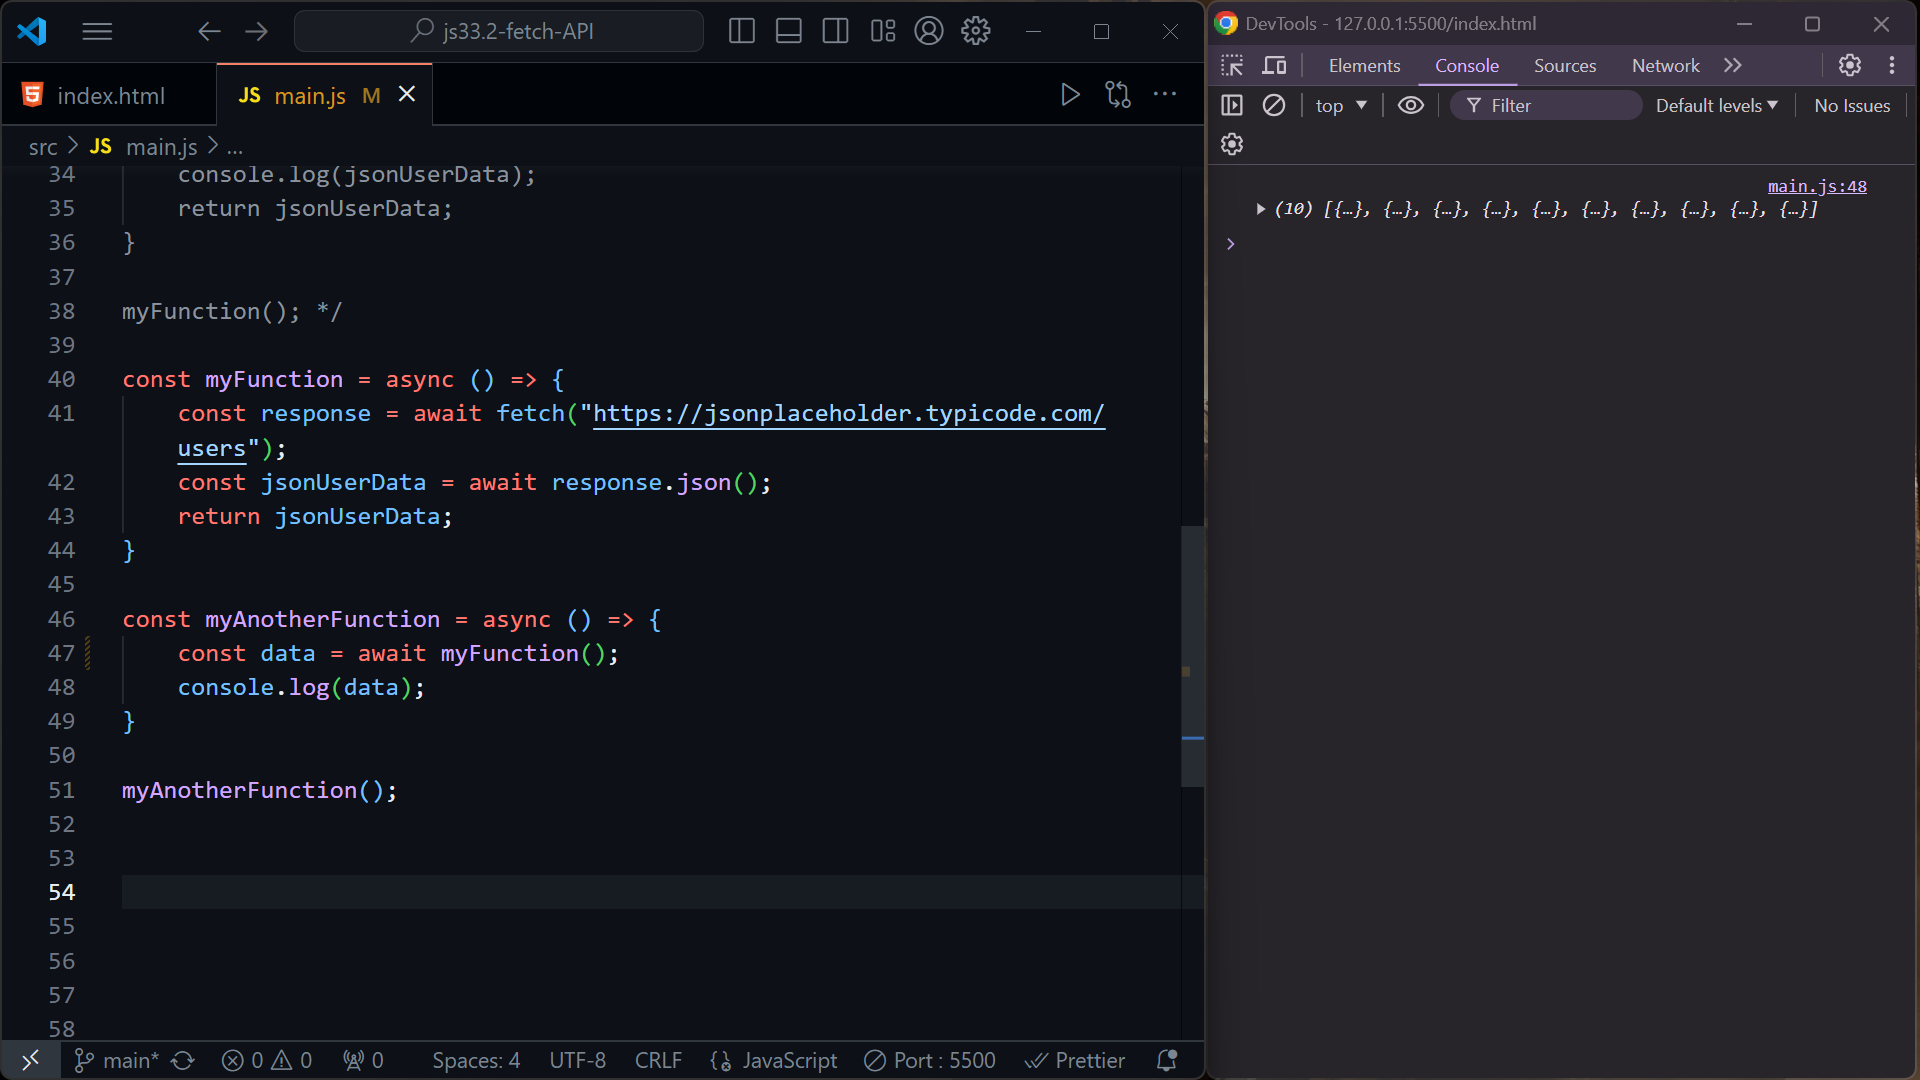 js33.2-fetch-API
index.html
JS main.js M
src > JS main.js > ...
34 console.log(jsonUserData);
35 return jsonUserData;
36 }
37
38 myFunction(); */
39
40 const myFunction = async () => {
41 const response = await fetch("https://jsonplaceholder.typicode.com/
users");
42 const jsonUserData = await response.json();
43 return jsonUserData;
44 }
45
46 const myAnotherFunction = async () => {
47 const data = await myFunction();
48 console.log(data);
49 }
50
51 myAnotherFunction();
52
53
54
55
56
57
58
main* 0 0 0 Spaces: 4 UTF-8 CRLF {} JavaScript Port : 5500 Prettier
DevTools - 127.0.0.1:5500/index.html
Elements Console Sources Network
top Filter Default levels No Issues
main.js:48
(10) [{…}, {…}, {…}, {…}, {…}, {…}, {…}, {…}, {…}, {…}]